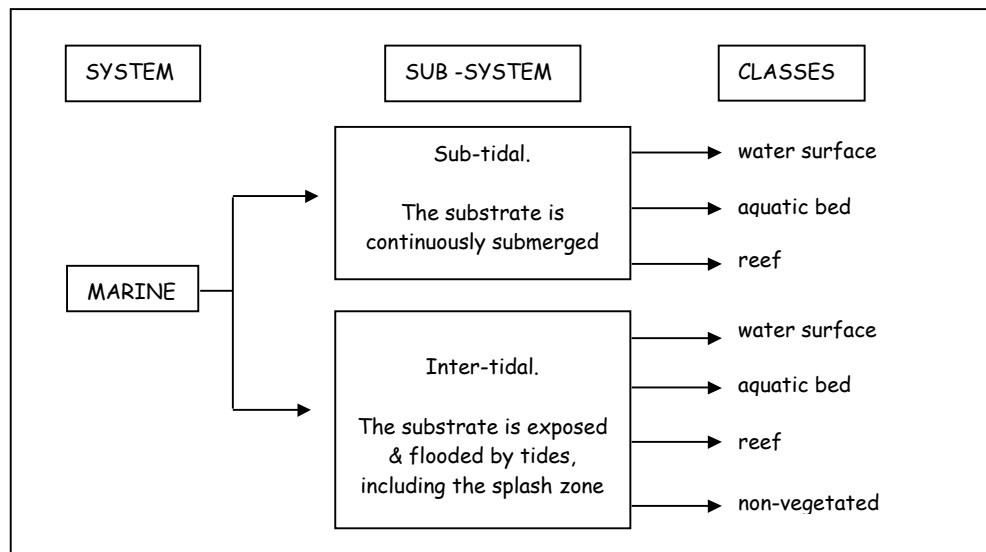 SYSTEM
SUB -SYSTEM
CLASSES
MARINE
Sub-tidal.
The substrate is
continuously submerged
water surface
aquatic bed
reef
Inter-tidal.
The substrate is exposed
& flooded by tides,
including the splash zone
water surface
aquatic bed
reef
non-vegetated